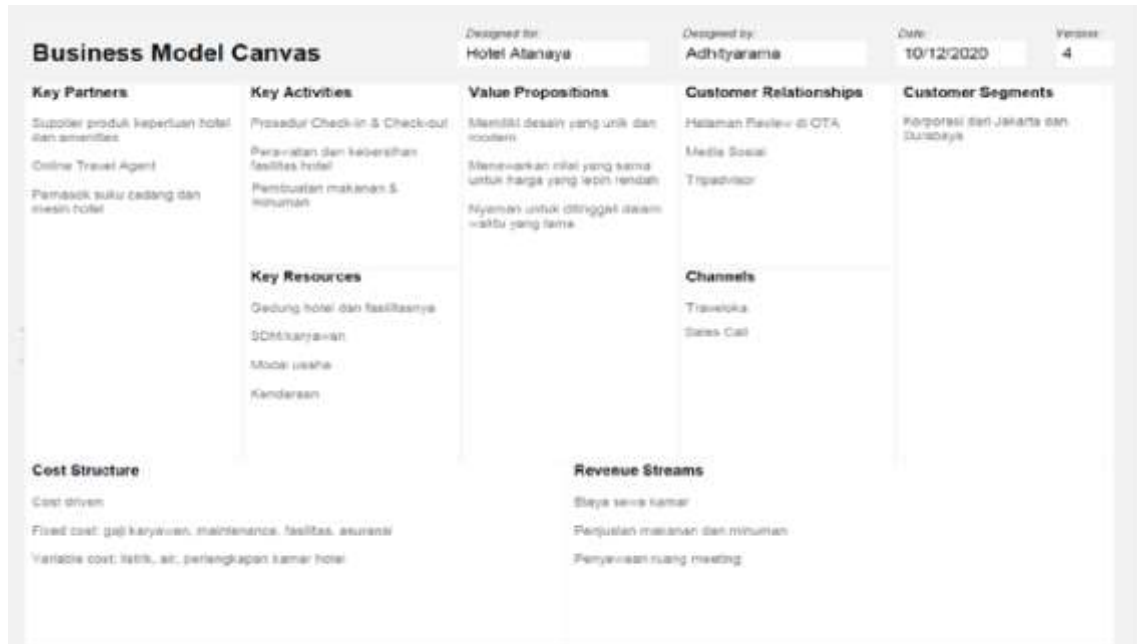 Business Model Canvas
Designed for:
Hotel Atanaya
Designed by:
Adhityarama
Date:
10/12/2020
Version:
4
Key Partners
Supplier produk keperluan hotel
dan amenities
Online Travel Agent
Pemasok suku cadang dan
mesin hotel
Key Activities
Prosedur Check-in & Check-out
Perawatan dan kebersihan
fasilitas hotel
Pembuatan makanan &
minuman
Key Resources
Gedung hotel dan fasilitasnya
SDM/karyawan
Modal usaha
Kendaraan
Value Propositions
Memiliki desain yang unik dan
modern
Menawarkan nilai yang sama
untuk harga yang lebih rendah
Nyaman untuk ditinggali dalam
waktu yang lama
Customer Relationships
Halaman Review di OTA
Media Sosial
Tripadvisor
Channels
Traveloka
Sales Call
Customer Segments
Korporasi dari Jakarta dan
Surabaya
Cost Structure
Cost driven
Fixed cost: gaji karyawan, maintenance, fasilitas, asuransi
Variable cost: listrik, air, perlengkapan kamar hotel
Revenue Streams
Biaya sewa kamar
Penjualan makanan dan minuman
Penyewaan ruang meeting